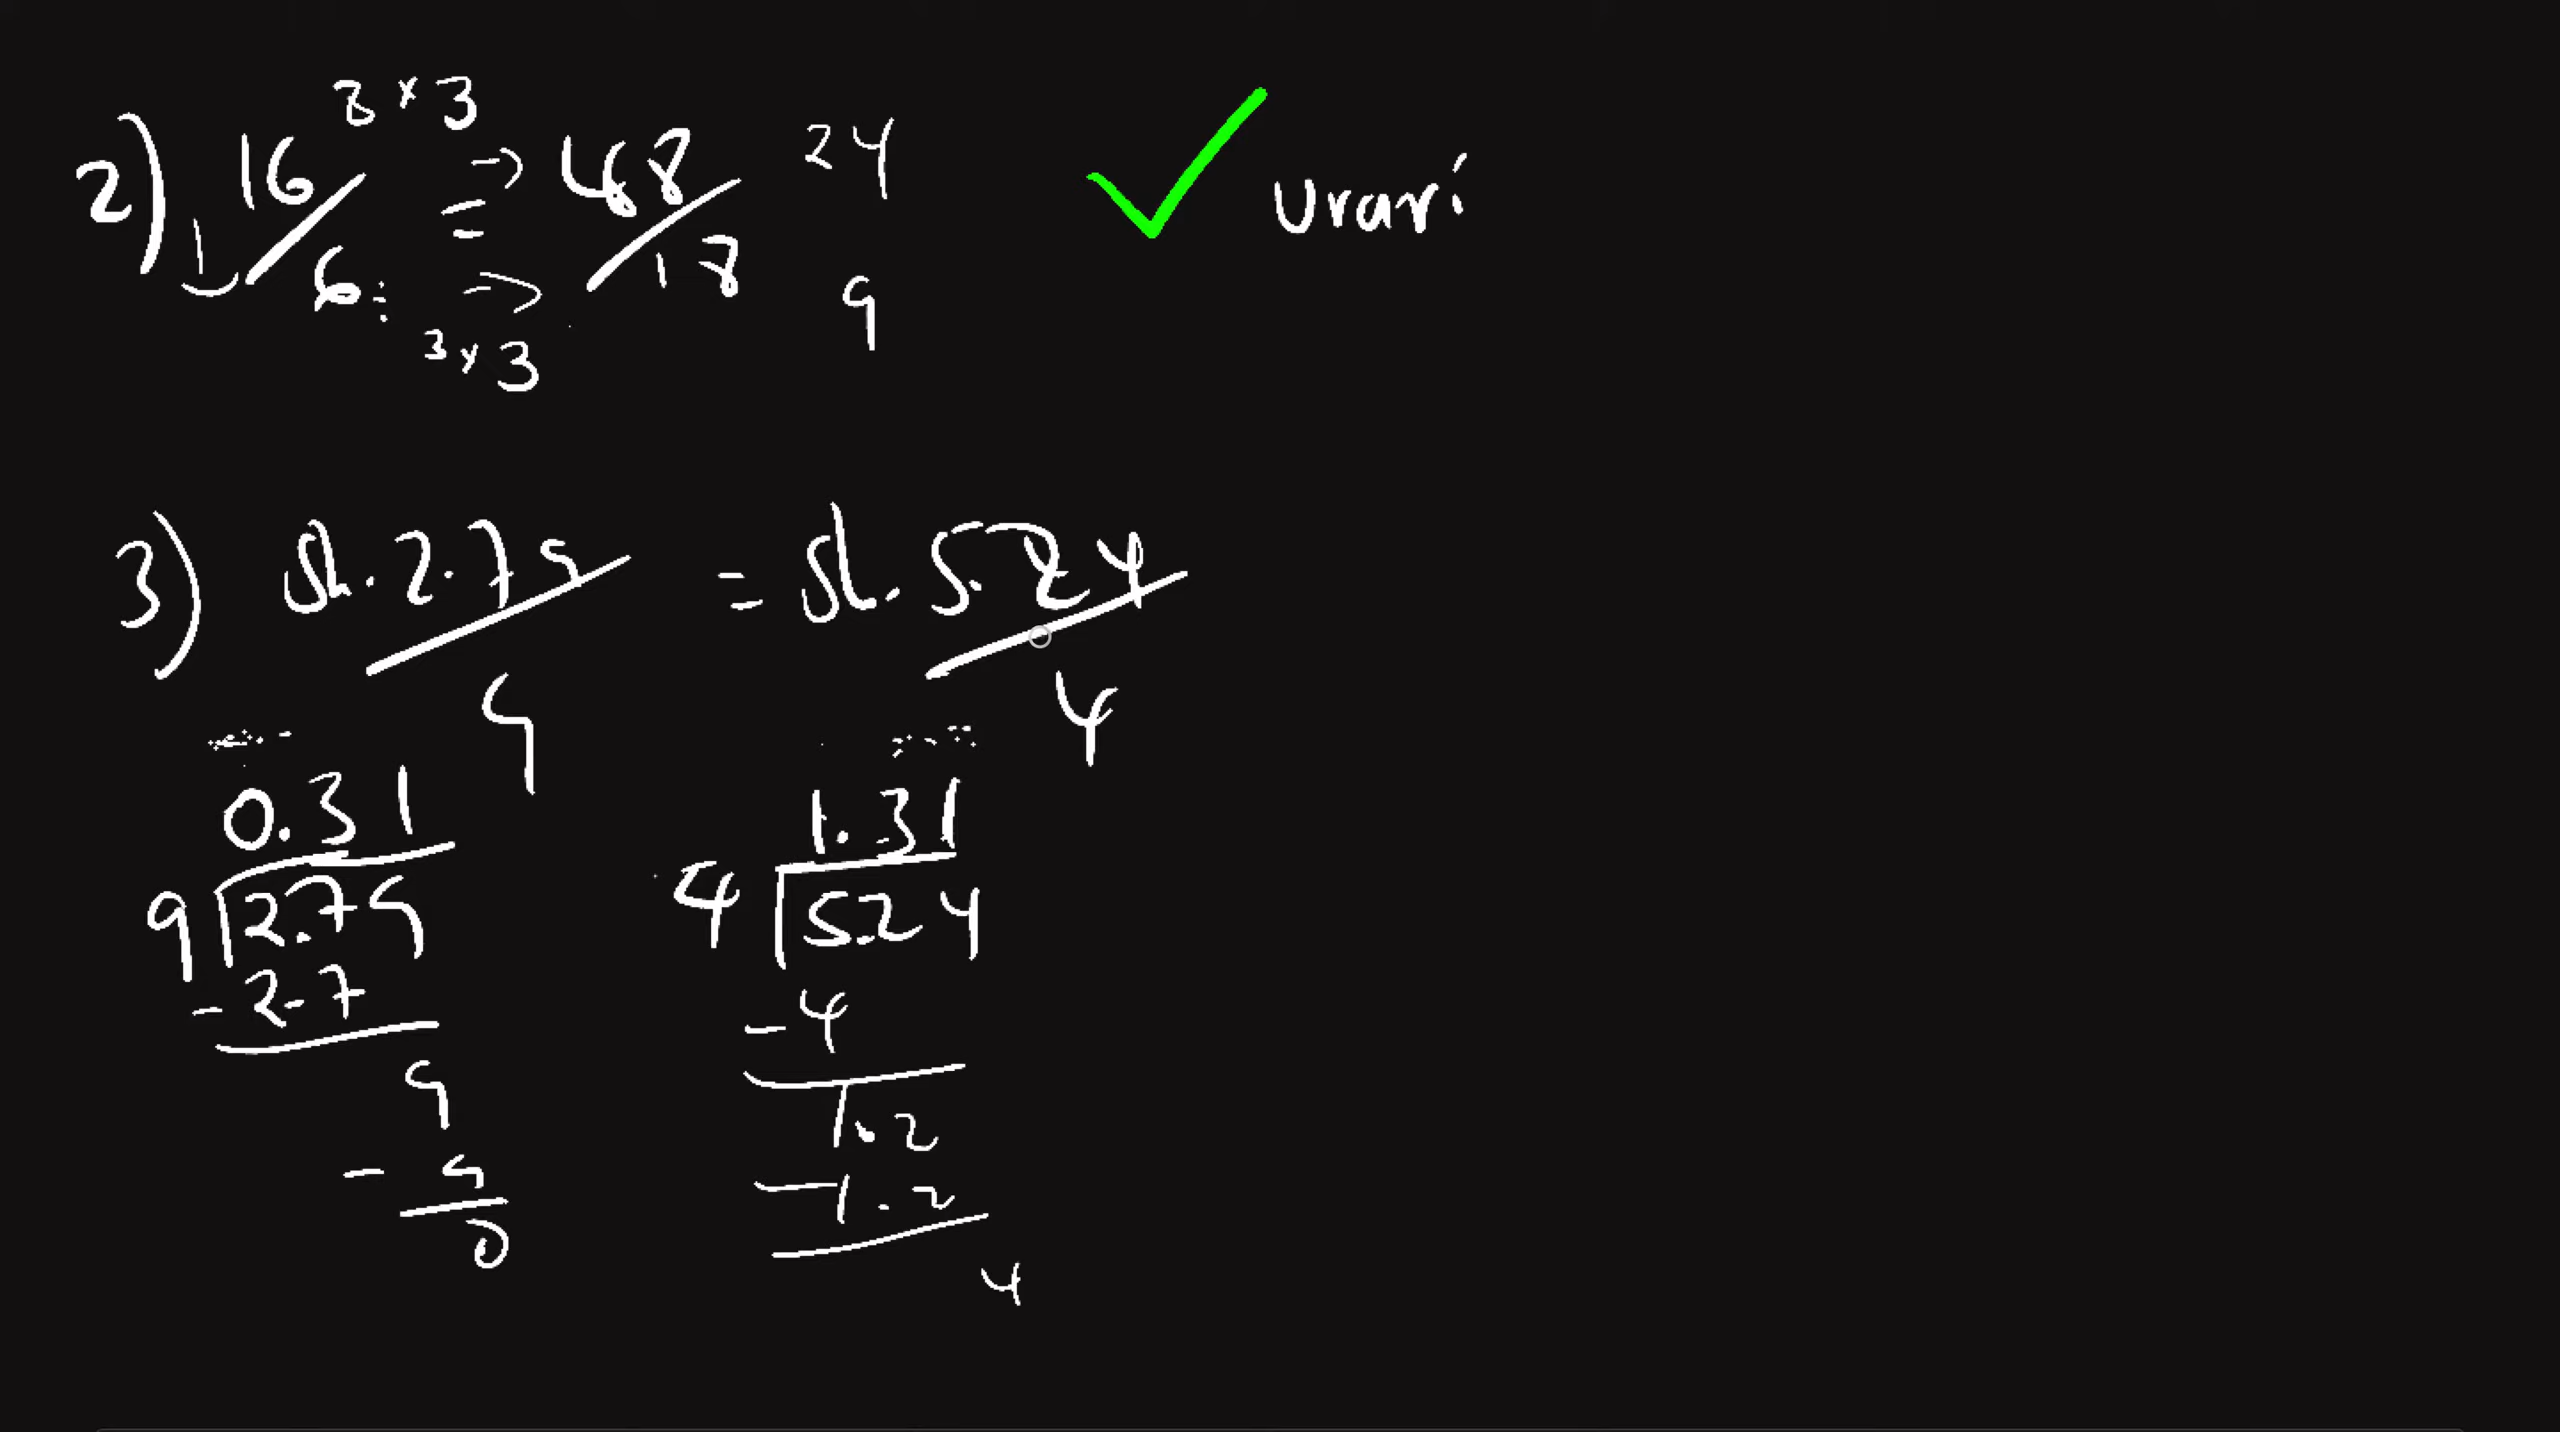 8 × 3
2) 16/6 = → 48/18 24 ✓ Urari
→ 9
3 × 3
3) Sh. 2.79/9 = Sh. 5.24/4
0.31 1.31
9 2.79 4 5.24
- 2.7 - 4
9 1.2
- 9 - 1.2
0 4